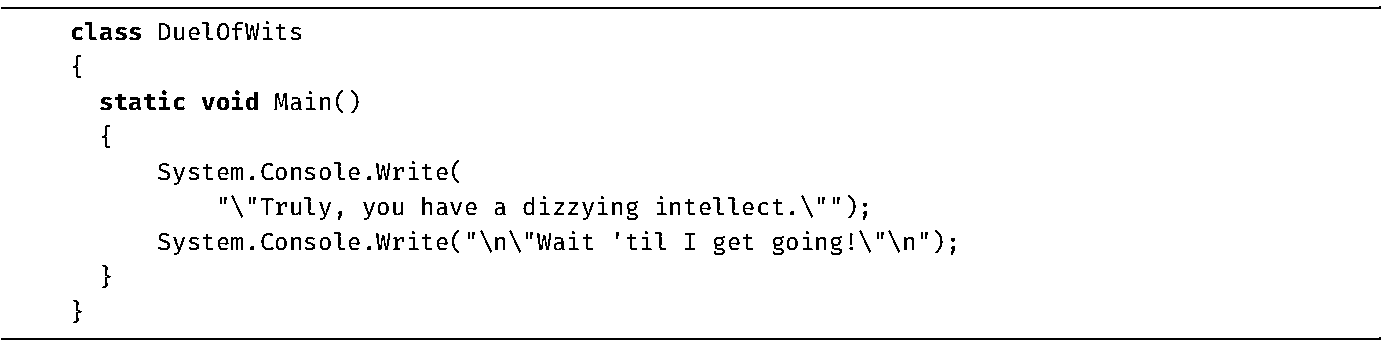 class DuelOfWits
{
static void Main()
{
System.Console.Write(
"\"Truly, you have a dizzying intellect.\"");
System.Console.Write("\n\"Wait 'til I get going!\"\n");
}
}